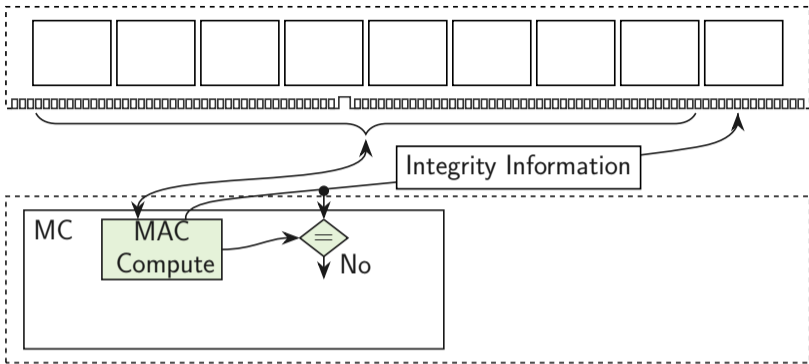 Integrity Information
MC
MAC
Compute
=
No